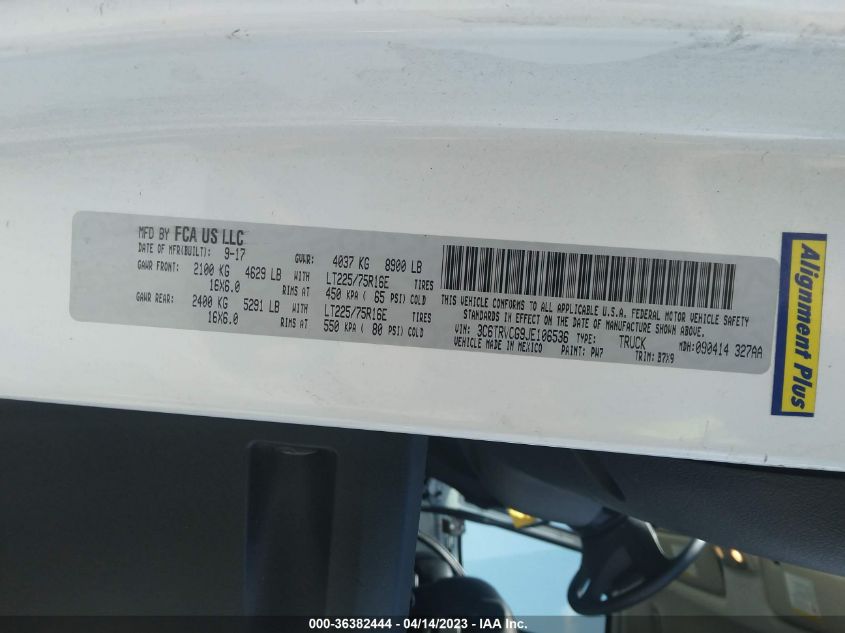 MFD BY FCA US LLC
DATE OF MFR(BUILT): 9-17 GVWR: 4037 KG 8900 LB
GAWR FRONT: 2100 KG 4629 LB WITH LT225/75R16E TIRES
16X6.0 RIMS AT 450 KPA ( 65 PSI) COLD
GAWR REAR: 2400 KG 5291 LB WITH LT225/75R16E TIRES
16X6.0 RIMS AT 550 KPA ( 80 PSI) COLD
THIS VEHICLE CONFORMS TO ALL APPLICABLE U.S.A. FEDERAL MOTOR VEHICLE SAFETY
STANDARDS IN EFFECT ON THE DATE OF MANUFACTURE SHOWN ABOVE.
VIN: 3C6TRVCG9JE106536 TYPE: TRUCK MDH: 090414 327AA
VEHICLE MADE IN MEXICO PAINT: PW7 TRIM: B7X9
Alignment Plus
000-36382444 - 04/14/2023 - IAA Inc.